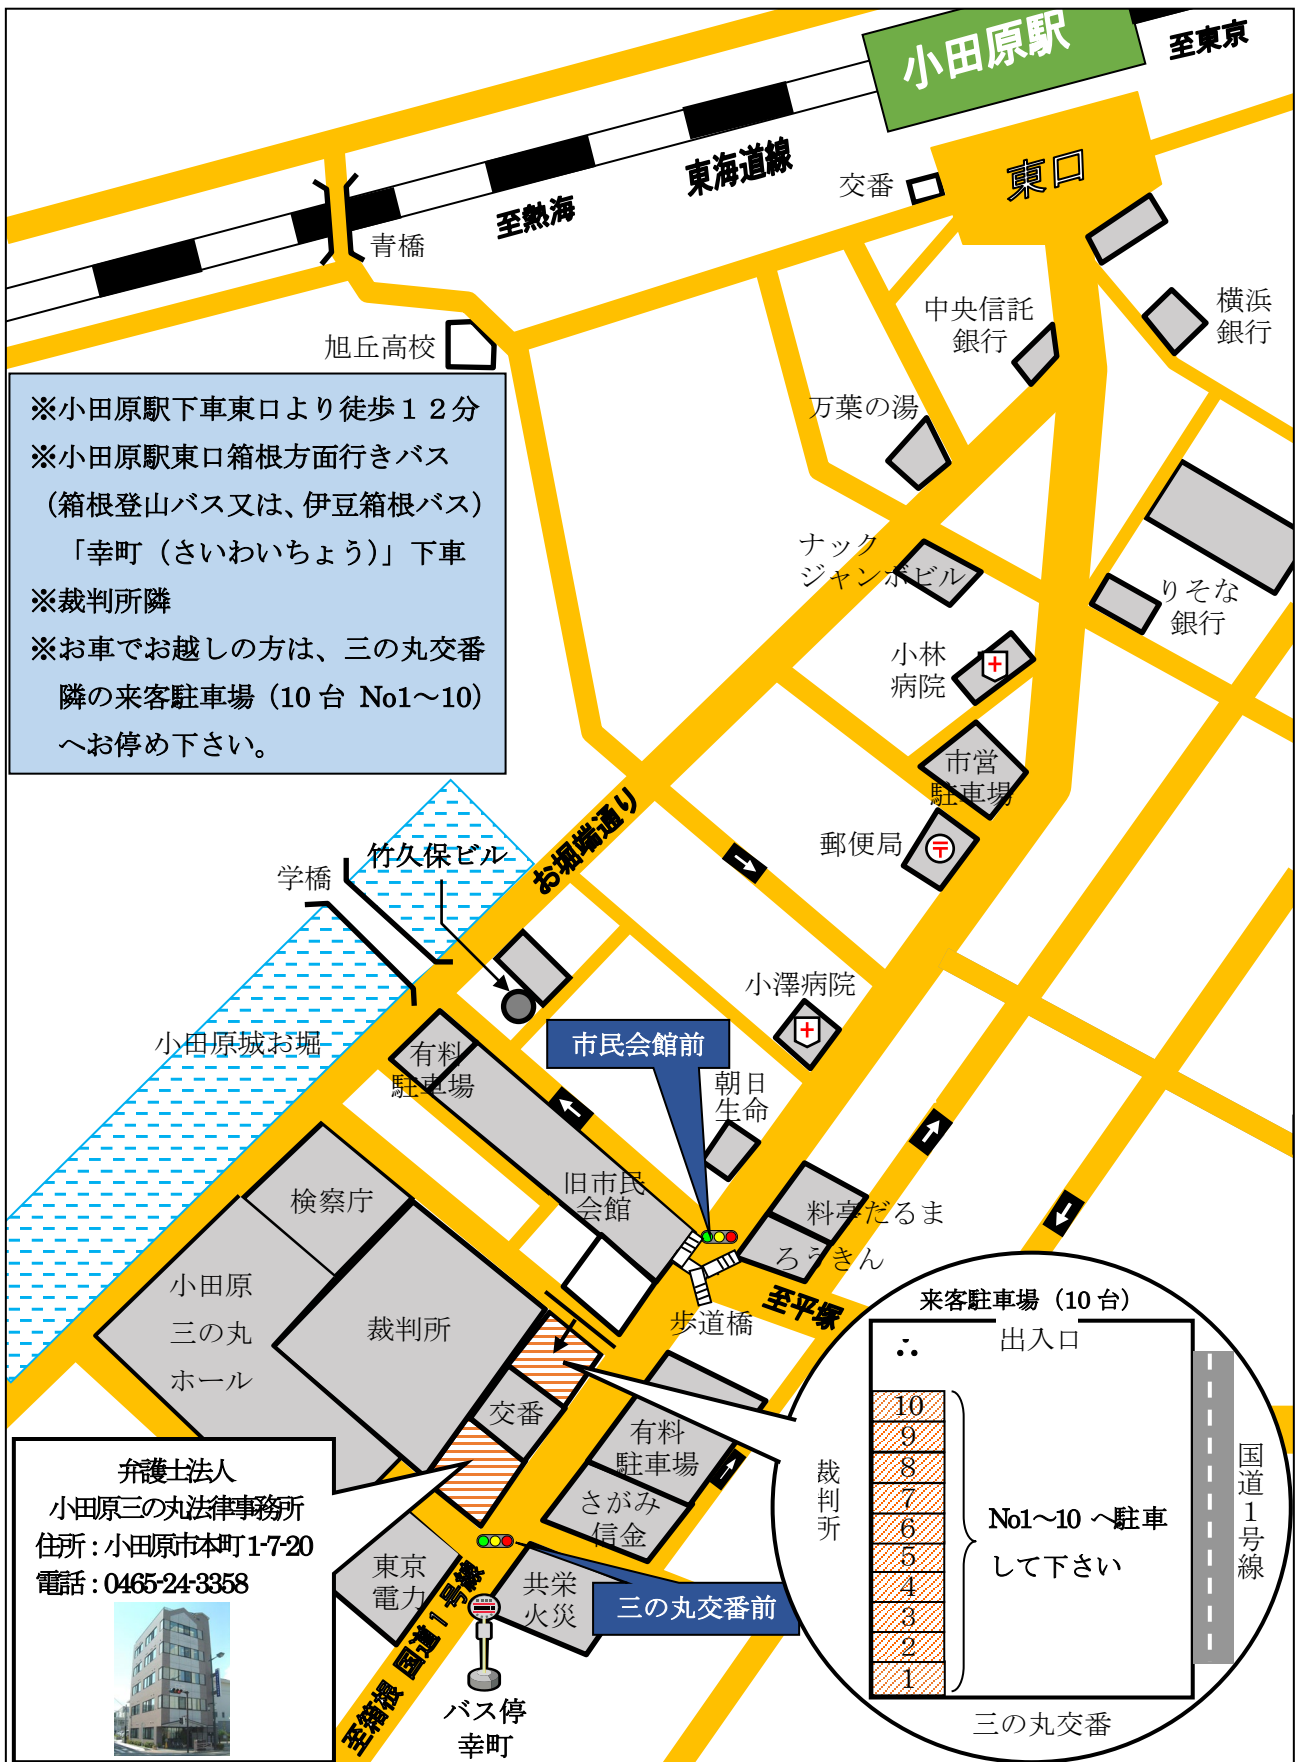 小田原駅
至東京
東口
東海道線
至熱海
交番
青橋
旭丘高校
中央信託
銀行
横浜
銀行
万葉の湯
※小田原駅下車東口より徒歩１２分
※小田原駅東口箱根方面行きバス
（箱根登山バス又は、伊豆箱根バス）
「幸町（さいわいちょう）」下車
※裁判所隣
※お車でお越しの方は、三の丸交番
隣の来客駐車場（10 台 No1～10）
へお停め下さい。
ナック
ジャンボビル
りそな
銀行
小林
病院
市営
駐車場
郵便局
お堀端通り
竹久保ビル
学橋
小澤病院
小田原城お堀
市民会館前
有料
駐車場
朝日
生命
旧市民
会館
検察庁
料亭だるま
ろうきん
至平塚
歩道橋
小田原
三の丸
ホール
裁判所
交番
有料
駐車場
さがみ
信金
東京
電力
共栄
火災
三の丸交番前
至箱根 国道１号線
バス停
幸町
弁護士法人
小田原三の丸法律事務所
住所：小田原市本町 1-7-20
電話：0465-24-3358
来客駐車場（10 台）
出入口
10
9
8
7
6
5
4
3
2
1
裁判所
No1～10 へ駐車
して下さい
国道１号線
三の丸交番